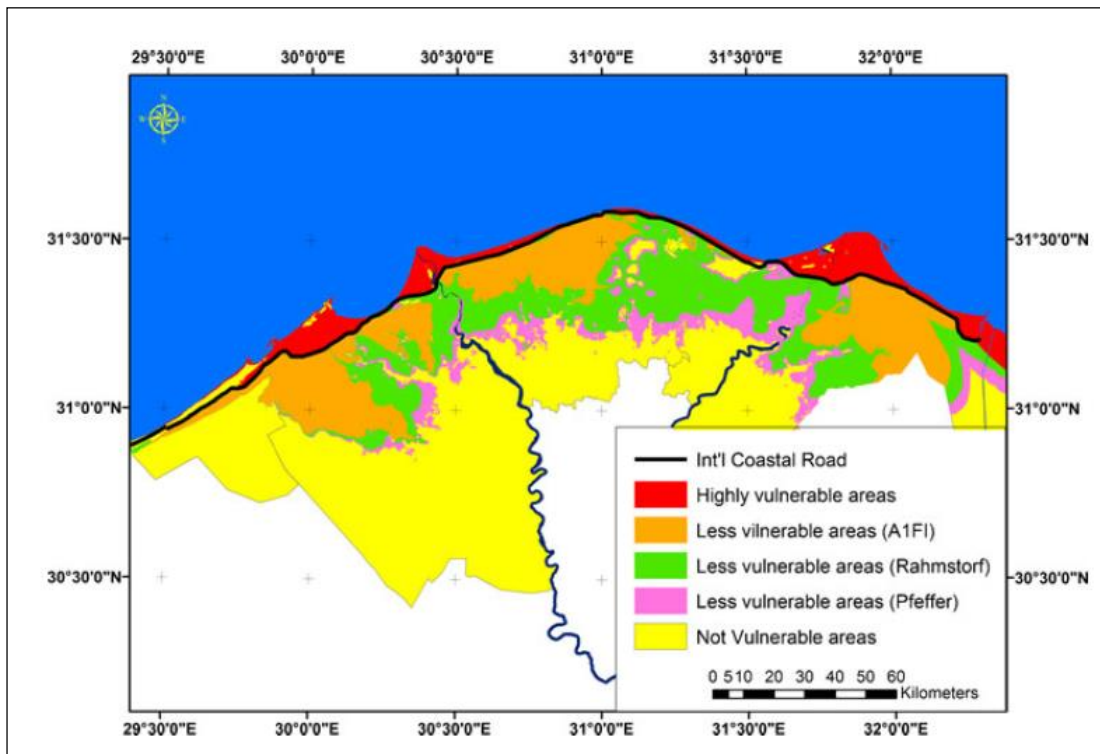 29°30'0"E 30°0'0"E 30°30'0"E 31°0'0"E 31°30'0"E 32°0'0"E
N
W E
S
31°30'0"N 31°30'0"N
31°0'0"N 31°0'0"N
30°30'0"N 30°30'0"N
Int'l Coastal Road
Highly vulnerable areas
Less vilnerable areas (A1FI)
Less vulnerable areas (Rahmstorf)
Less vulnerable areas (Pfeffer)
Not Vulnerable areas
0 510 20 30 40 50 60
Kilometers
29°30'0"E 30°0'0"E 30°30'0"E 31°0'0"E 31°30'0"E 32°0'0"E